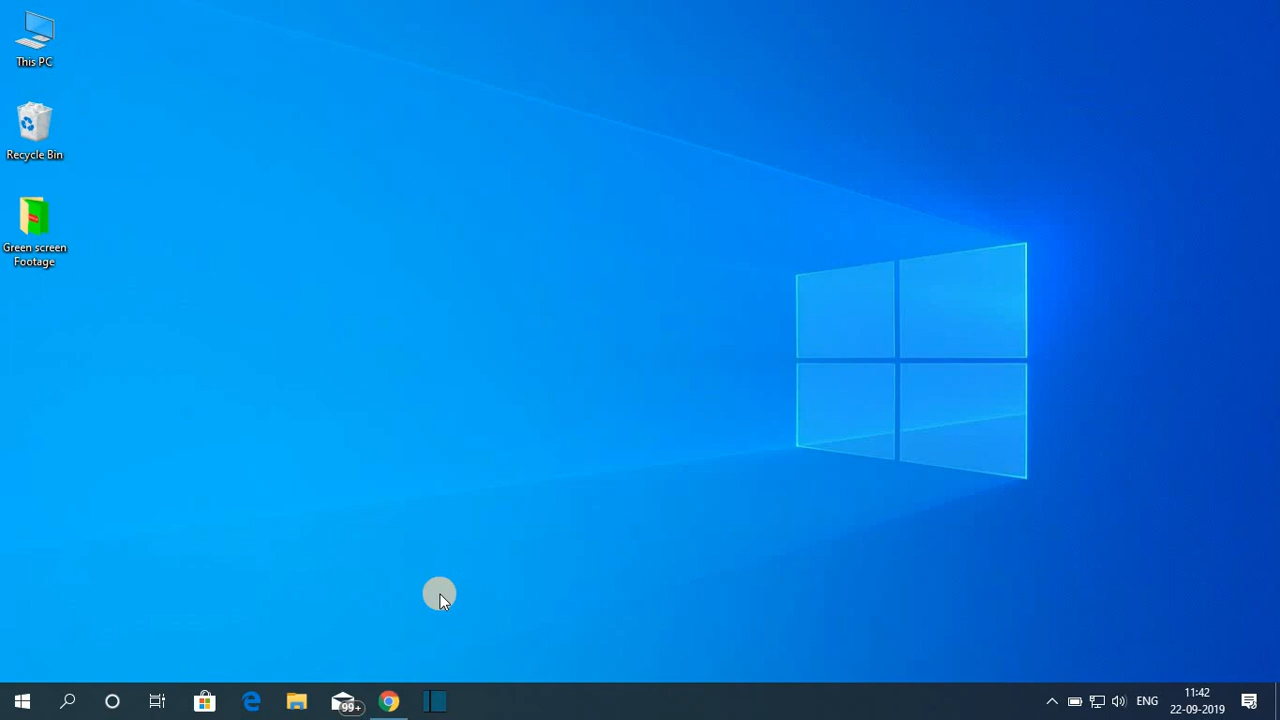 This PC
Recycle Bin
Green screen
Footage
99+
ENG
11:42
22-09-2019